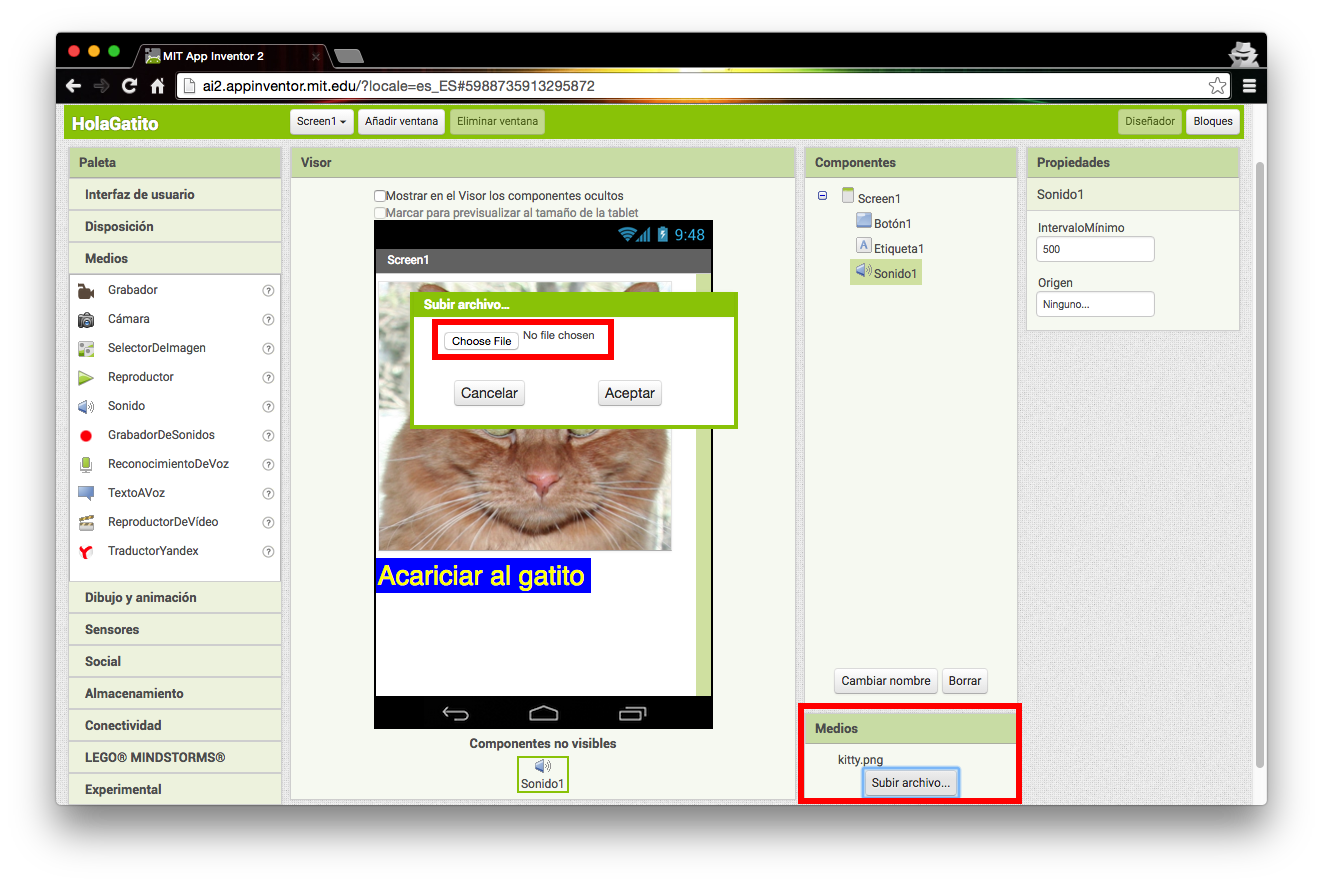 MIT App Inventor 2
ai2.appinventor.mit.edu/?locale=es_ES#5988735913295872
HolaGatito
Screen1
Añadir ventana
Eliminar ventana
Diseñador
Bloques
Paleta
Interfaz de usuario
Disposición
Medios
Grabador ?
Cámara ?
SelectorDeImagen ?
Reproductor ?
Sonido ?
GrabadorDeSonidos ?
ReconocimientoDeVoz ?
TextoAVoz ?
ReproductorDeVídeo ?
TraductorYandex ?
Dibujo y animación
Sensores
Social
Almacenamiento
Conectividad
LEGO® MINDSTORMS®
Experimental
Visor
Mostrar en el Visor los componentes ocultos
Marcar para previsualizar al tamaño de la tablet
9:48
Screen1
Subir archivo...
Choose File No file chosen
Cancelar Aceptar
Acariciar al gatito
Componentes no visibles
Sonido1
Componentes
Screen1
Botón1
A Etiqueta1
Sonido1
Cambiar nombre Borrar
Medios
kitty.png
Subir archivo...
Propiedades
Sonido1
IntervaloMínimo
500
Origen
Ninguno...